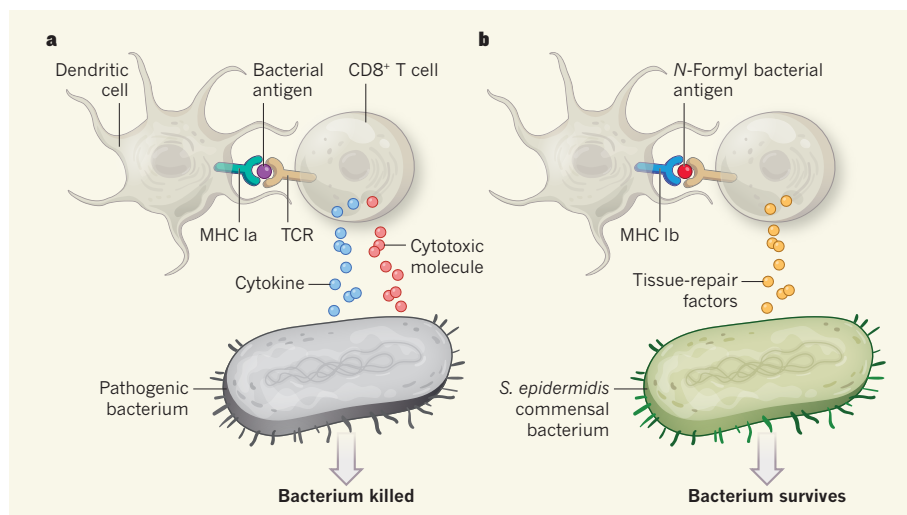 a
Dendritic
cell
Bacterial
antigen
CD8⁺ T cell
MHC Ia
TCR
Cytotoxic
molecule
Cytokine
Pathogenic
bacterium
Bacterium killed
b
N-Formyl bacterial
antigen
MHC Ib
Tissue-repair
factors
S. epidermidis
commensal
bacterium
Bacterium survives